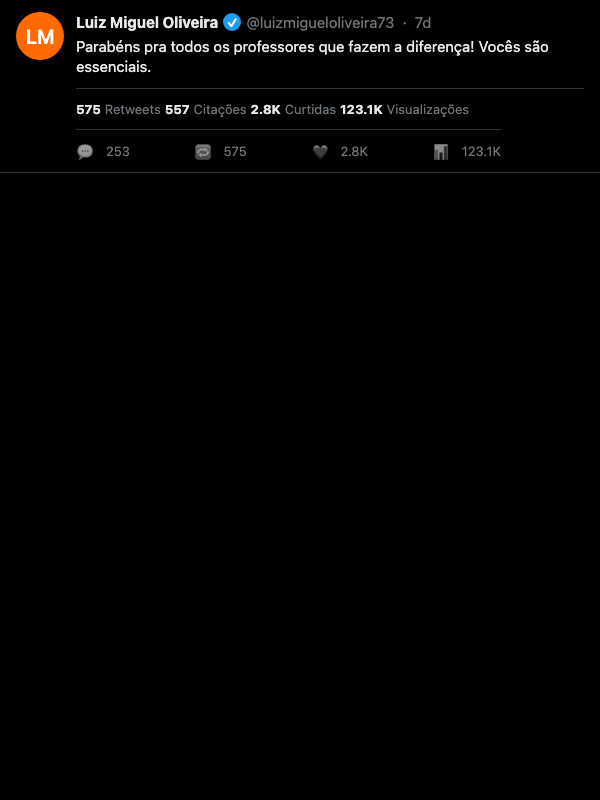 LM
Luiz Miguel Oliveira @luizmigueloliveira73 · 7d
Parabéns pra todos os professores que fazem a diferença! Vocês são
essenciais.
575 Retweets 557 Citações 2.8K Curtidas 123.1K Visualizações
253 575 2.8K 123.1K